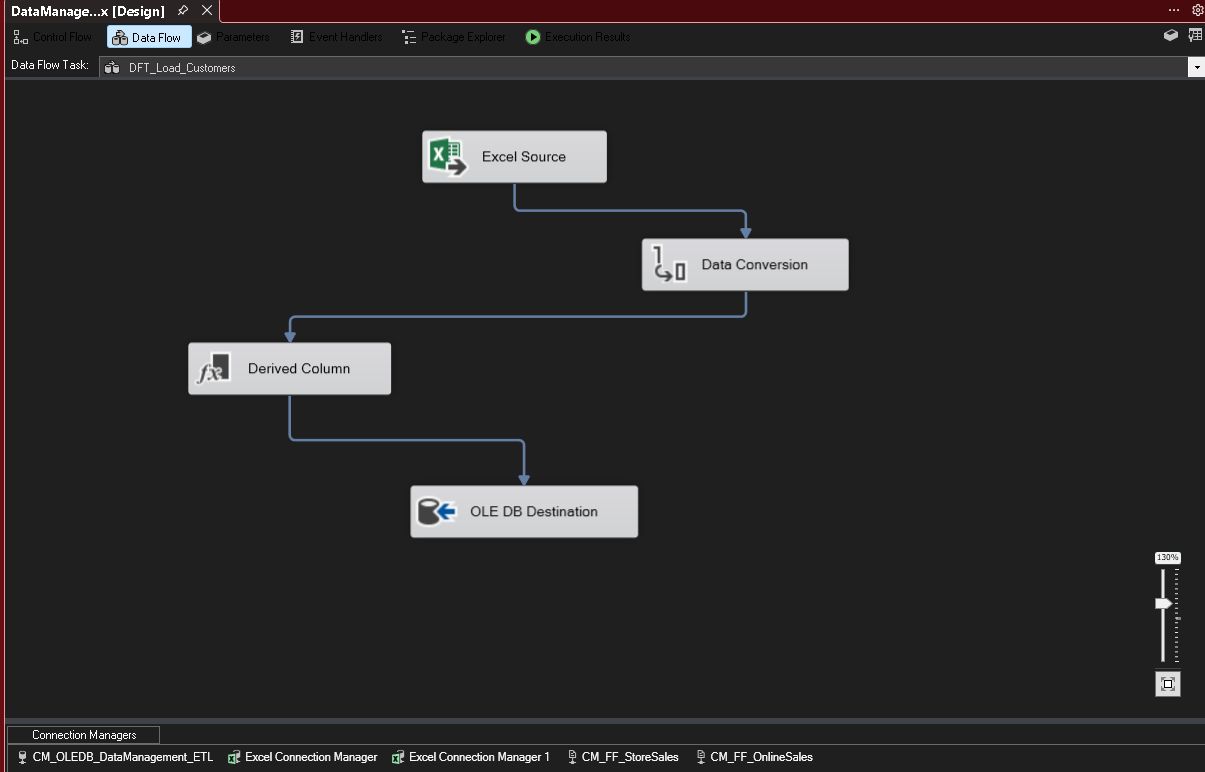 DataManage...x [Design]
Control Flow Data Flow Parameters Event Handlers Package Explorer Execution Results
Data Flow Task: DFT_Load_Customers
Excel Source
Data Conversion
Derived Column
OLE DB Destination
130%
Connection Managers
CM_OLEDB_DataManagement_ETL Excel Connection Manager Excel Connection Manager 1 CM_FF_StoreSales CM_FF_OnlineSales